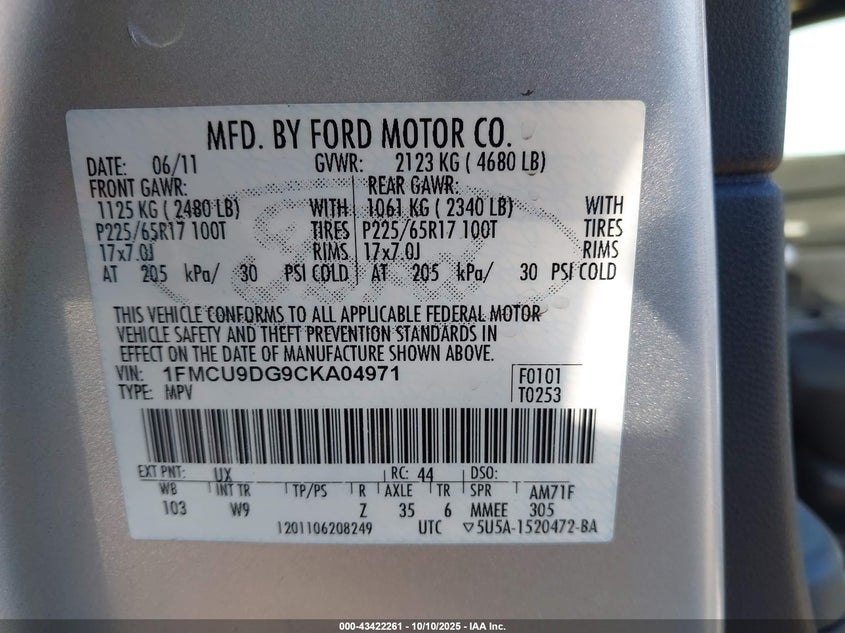 MFD. BY FORD MOTOR CO.
DATE: 06/11 GVWR: 2123 KG ( 4680 LB)
FRONT GAWR: REAR GAWR:
1125 KG ( 2480 LB) WITH 1061 KG ( 2340 LB) WITH
P225/65R17 100T TIRES P225/65R17 100T TIRES
17x7.0J RIMS 17x7.0J RIMS
AT 205 kPa/ 30 PSI COLD AT 205 kPa/ 30 PSI COLD
THIS VEHICLE CONFORMS TO ALL APPLICABLE FEDERAL MOTOR
VEHICLE SAFETY AND THEFT PREVENTION STANDARDS IN
EFFECT ON THE DATE OF MANUFACTURE SHOWN ABOVE.
VIN: 1FMCU9DG9CKA04971 F0101
TYPE: MPV T0253
EXT PNT: UX RC: 44 DSO:
WB INT TR TP/PS R AXLE TR SPR AM71F
103 W9 Z 35 6 MMEE 305
1201106208249 UTC ▽5U5A-1520472-BA
000-43422261 - 10/10/2025 - IAA Inc.